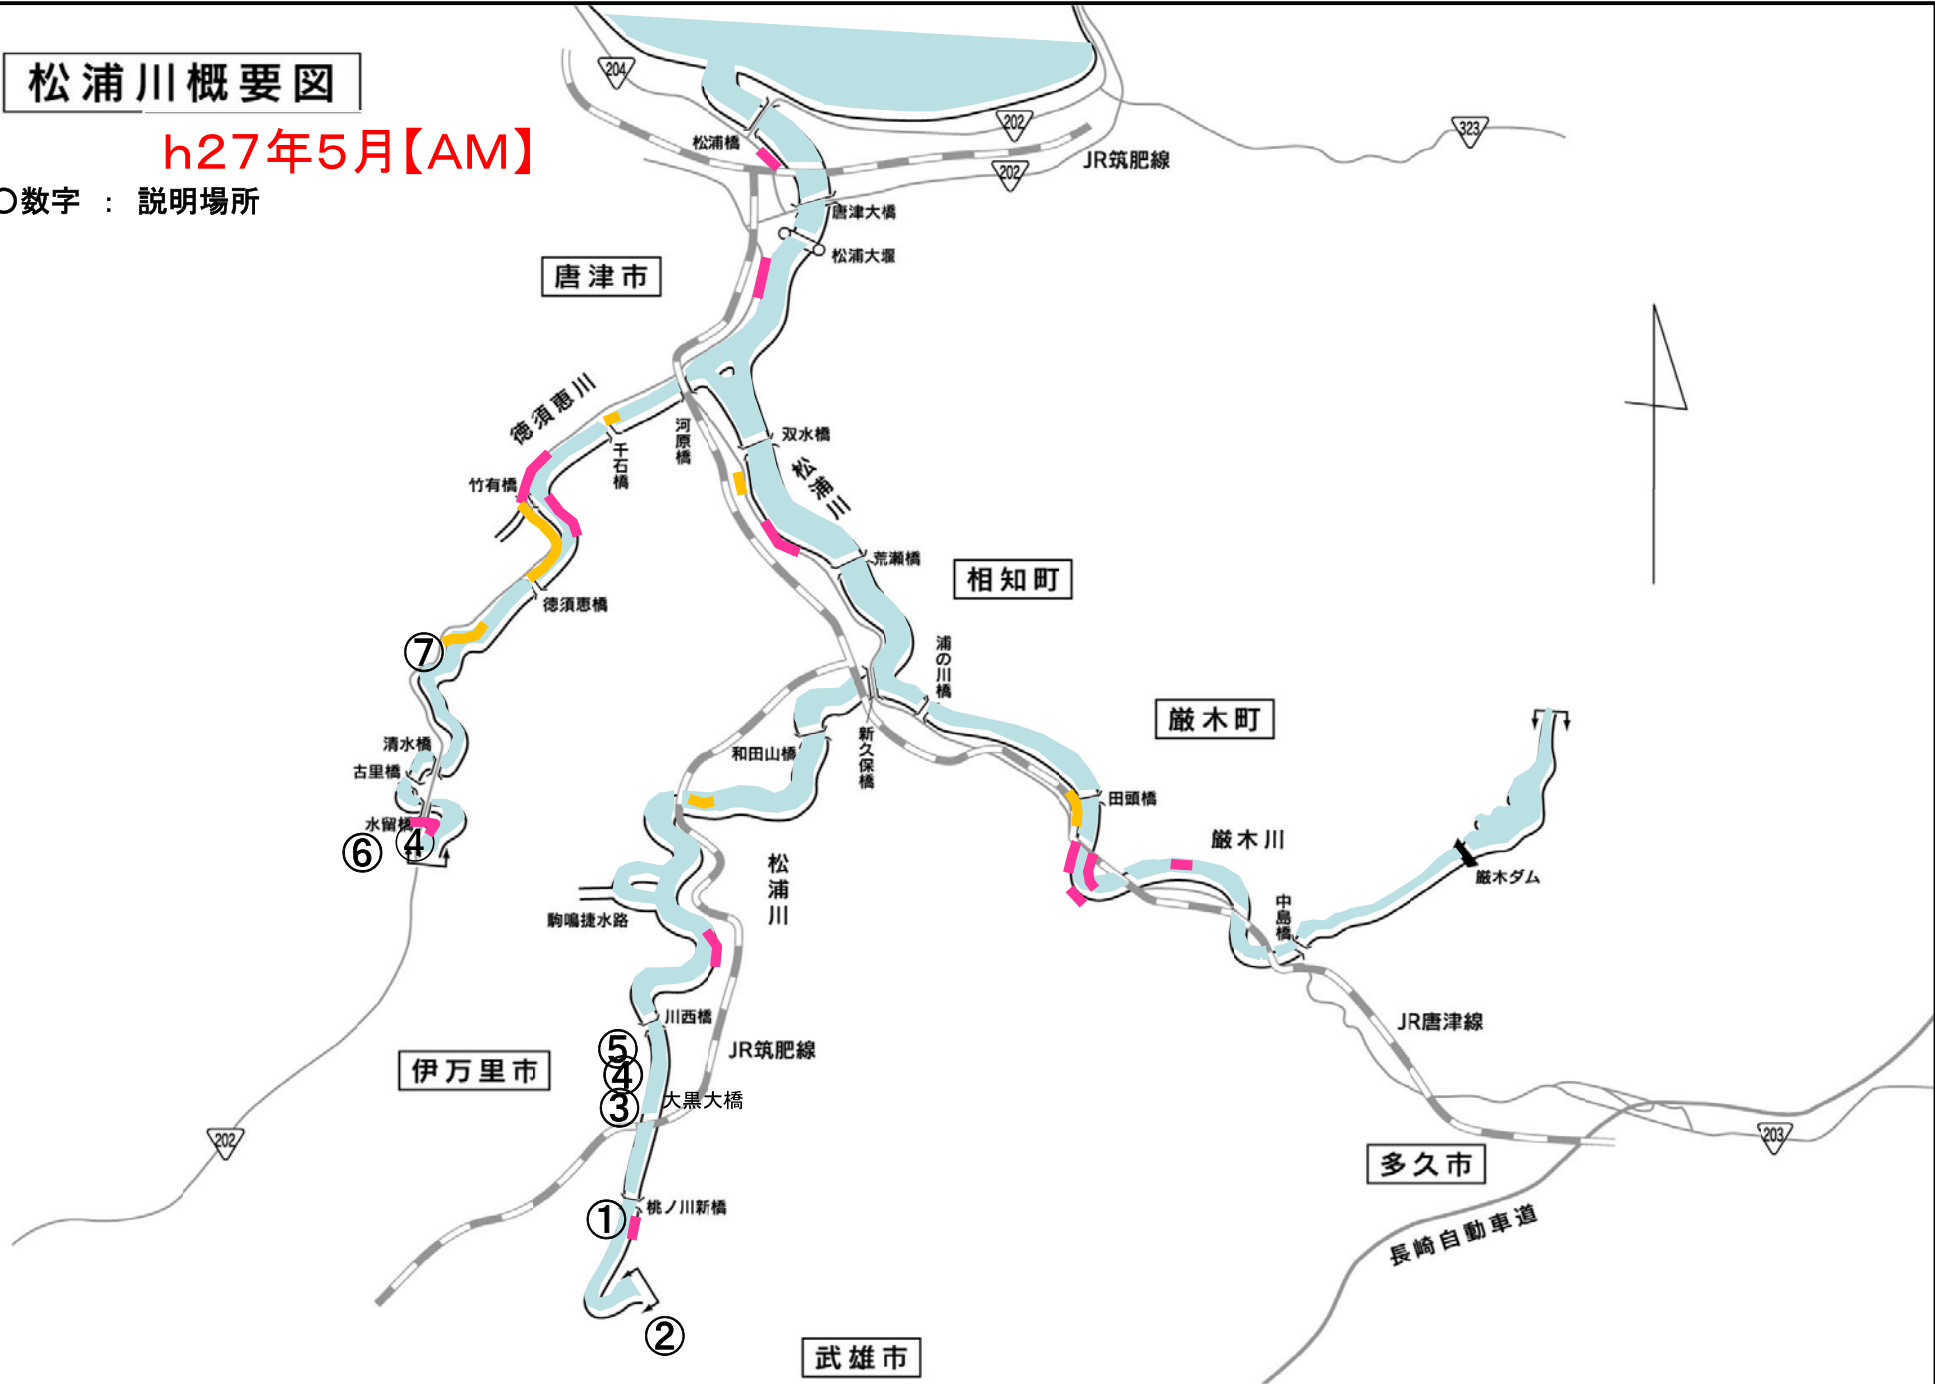 松浦川概要図
h27年5月【AM】
○数字 : 説明場所
204
202
323
松浦橋
JR筑肥線
202
唐津大橋
松浦大堰
唐津市
徳須恵川
河原橋
千石橋
双水橋
松浦川
竹有橋
荒瀬橋
相知町
徳須恵橋
⑦
浦の川橋
厳木町
清水橋
古里橋
和田山橋
新久保橋
田頭橋
水留橋
④
⑥
厳木川
松浦川
厳木ダム
駒鳴捷水路
中島橋
川西橋
JR唐津線
⑤
JR筑肥線
④
伊万里市
③
大黒大橋
202
203
多久市
①
桃ノ川新橋
長崎自動車道
②
武雄市